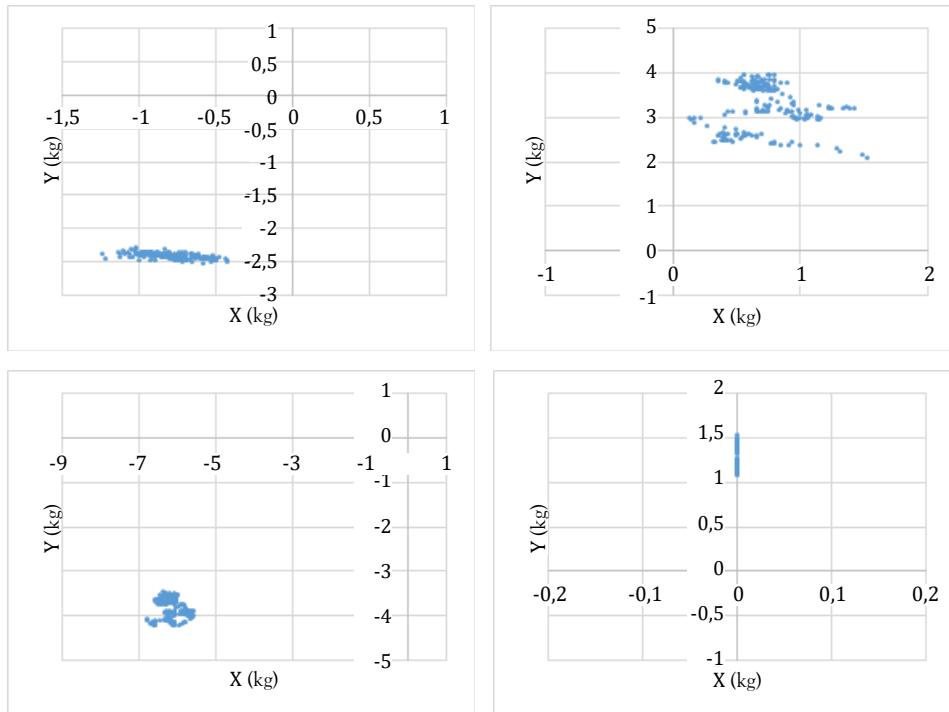 1
0,5
0
-1,5 -1 -0,5 0 0,5 1
-0,5
-1
-1,5
-2
-2,5
-3
Y (kg)
X (kg)
5
4
3
2
1
0
-1 0 1 2
-1
Y (kg)
X (kg)
1
0
-9 -7 -5 -3 -1 1
-1
-2
-3
-4
-5
Y (kg)
X (kg)
2
1,5
1
0,5
0
-0,2 -0,1 0 0,1 0,2
-0,5
-1
Y (kg)
X (kg)